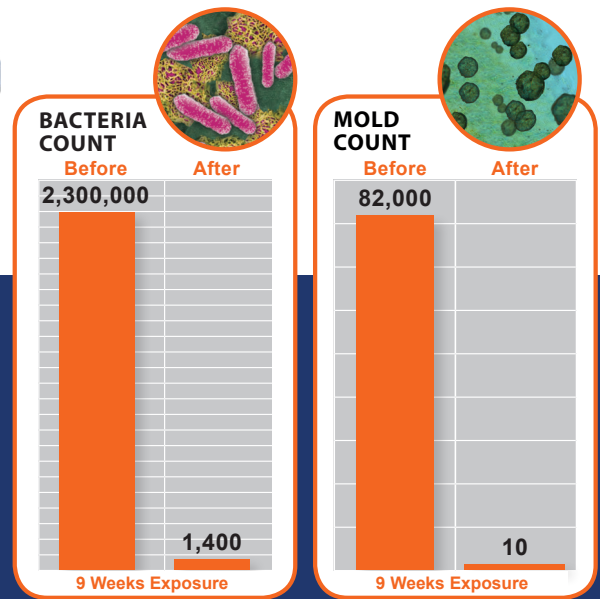 BACTERIA
COUNT
Before After
2,300,000
1,400
9 Weeks Exposure
MOLD
COUNT
Before After
82,000
10
9 Weeks Exposure